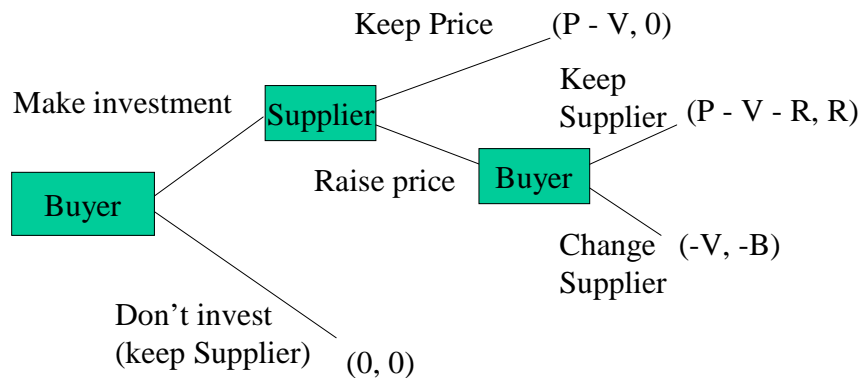 Keep Price
(P - V, 0)
Keep
Supplier
(P - V - R, R)
Make investment
Supplier
Raise price
Buyer
Buyer
Change
Supplier
(-V, -B)
Don't invest
(keep Supplier)
(0, 0)